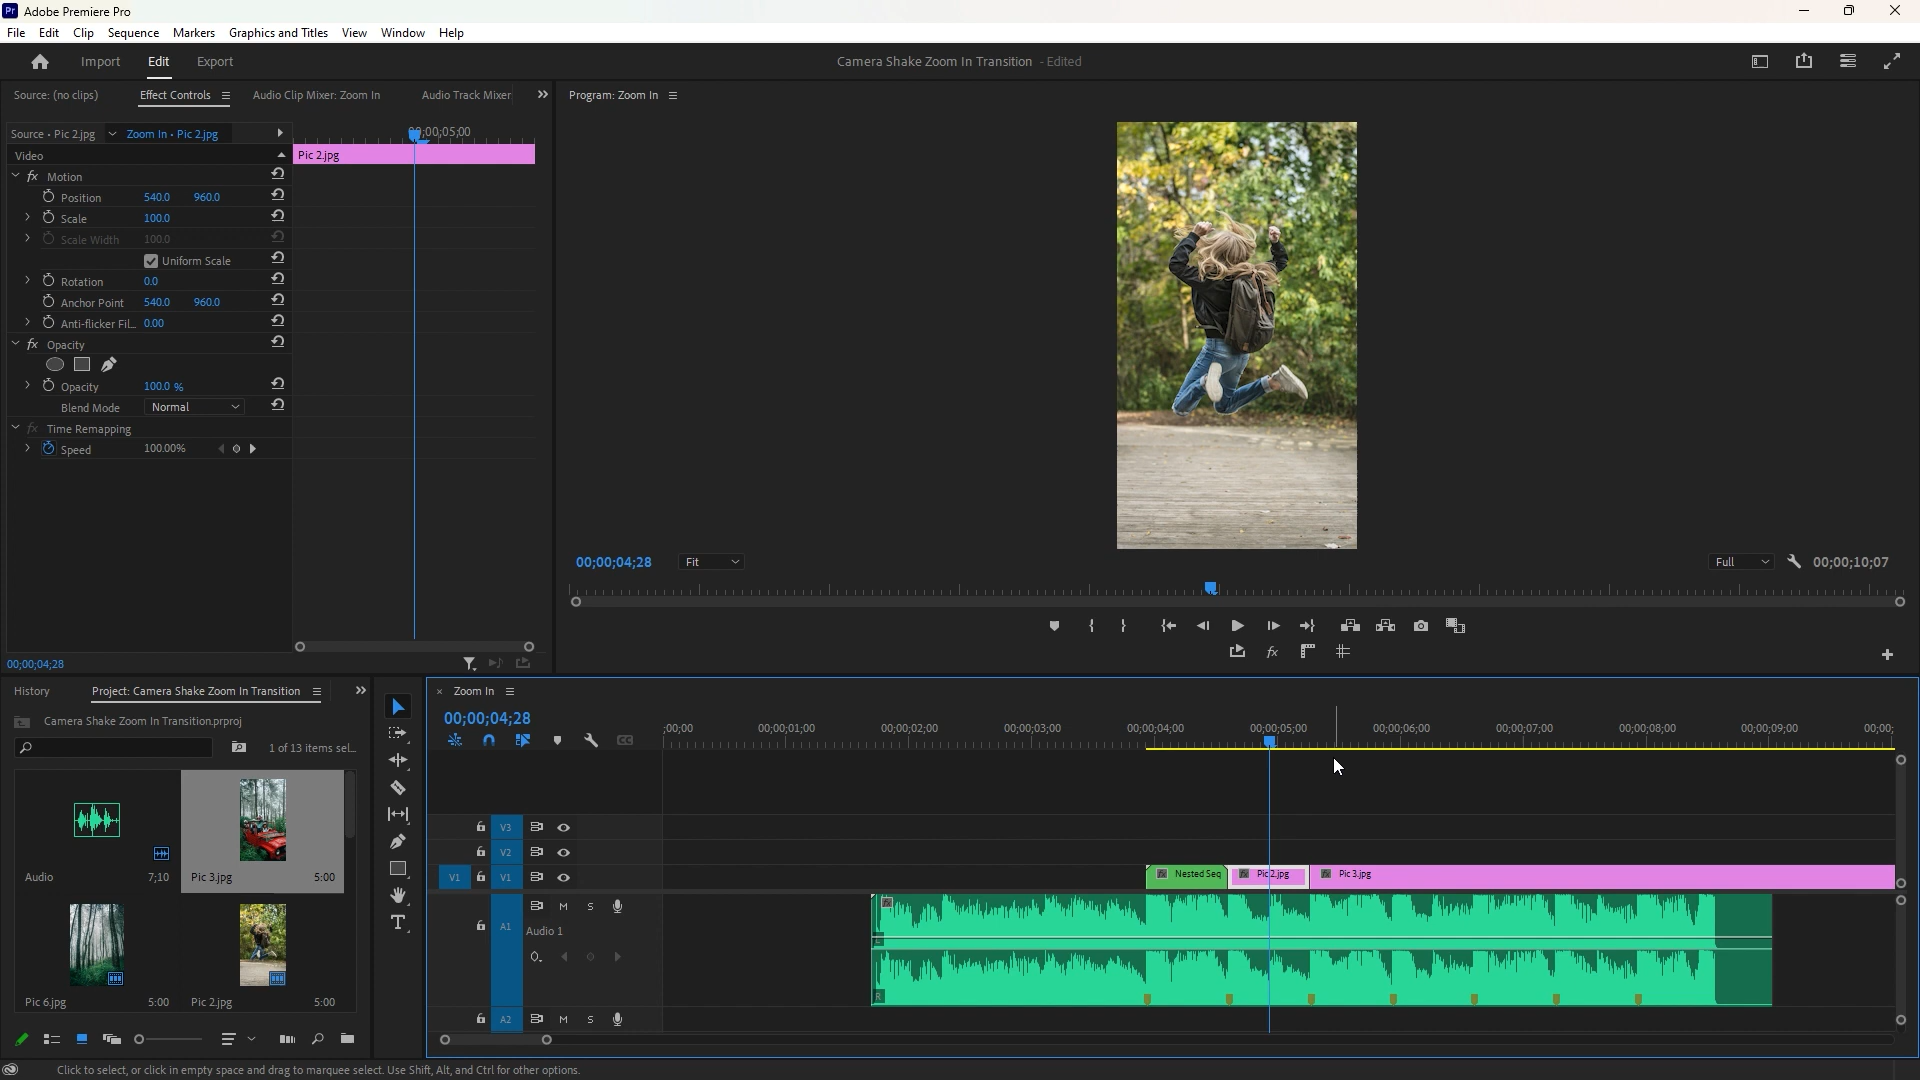 Pr Adobe Premiere Pro
File Edit Clip Sequence Markers Graphics and Titles View Window Help
Import Edit Export Camera Shake Zoom In Transition - Edited
Source: (no clips) Effect Controls Audio Clip Mixer: Zoom In Audio Track Mixer Program: Zoom In
Source • Pic 2.jpg Zoom In • Pic 2.jpg 00;00;05;00
Video Pic 2.jpg
fx Motion
Position 540.0 960.0
Scale 100.0
Scale Width 100.0
Uniform Scale
Rotation 0.0
Anchor Point 540.0 960.0
Anti-flicker Fil... 0.00
fx Opacity
Opacity 100.0 %
Blend Mode Normal
fx Time Remapping
Speed 100.00%
00;00;04;28 Fit Full 00;00;10;07
fx
00;00;04;28
History Project: Camera Shake Zoom In Transition × Zoom In
Camera Shake Zoom In Transition.prproj
1 of 13 items sel...
Audio 7;10 Pic 3.jpg 5:00
Pic 6.jpg 5:00 Pic 2.jpg 5:00
T
00;00;04;28
;00;00 00;00;01;00 00;00;02;00 00;00;03;00 00;00;04;00 00;00;05;00 00;00;06;00 00;00;07;00 00;00;08;00 00;00;09;00 00;00;
V3
V2
V1 V1 fx Nested Seq fx Pic 2.jpg fx Pic 3.jpg
M S
A1 Audio 1
L
R
A2 M S
Click to select, or click in empty space and drag to marquee select. Use Shift, Alt, and Ctrl for other options.